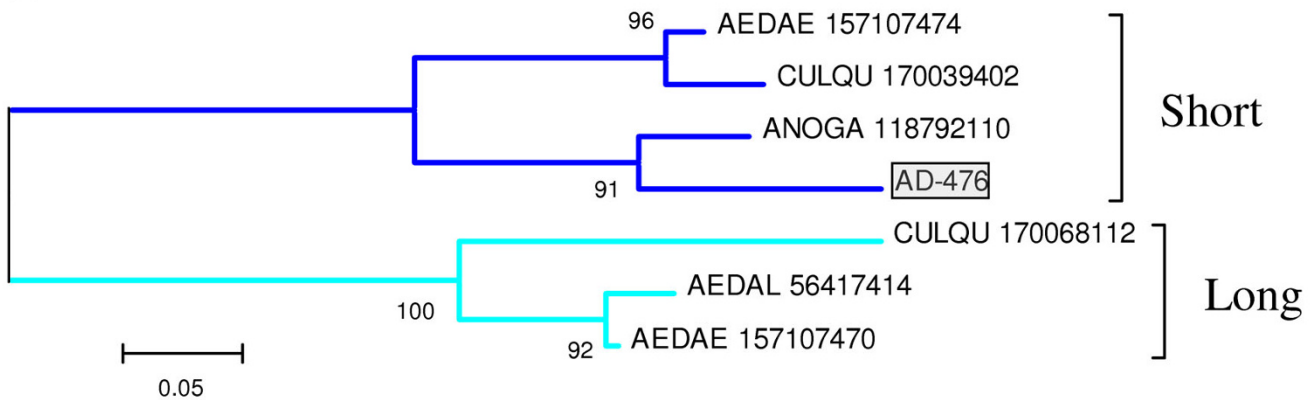 96
AEDAE 157107474
CULQU 170039402
Short
ANOGA 118792110
AD-476
91
CULQU 170068112
AEDAL 56417414
Long
100
AEDAE 157107470
92
0.05